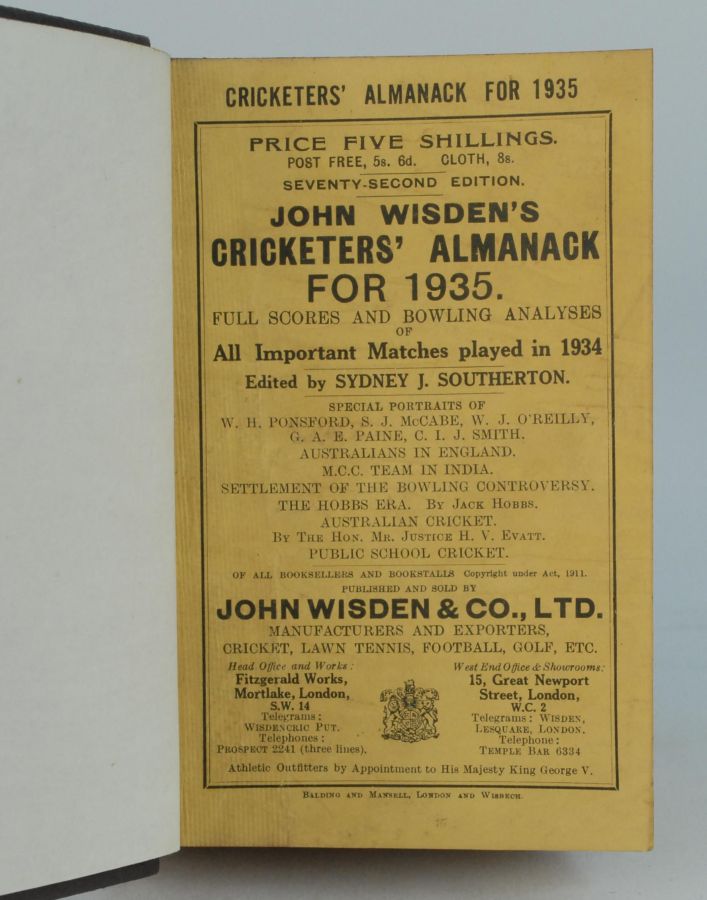 CRICKETERS' ALMANACK FOR 1935
PRICE FIVE SHILLINGS.
POST FREE, 5s. 6d. CLOTH, 8s.
SEVENTY-SECOND EDITION.
JOHN WISDEN'S
CRICKETERS' ALMANACK
FOR 1935.
FULL SCORES AND BOWLING ANALYSES
OF
All Important Matches played in 1934
Edited by SYDNEY J. SOUTHERTON.
SPECIAL PORTRAITS OF
W. H. PONSFORD, S. J. McCABE, W. J. O'REILLY,
G. A. E. PAINE, C. I. J. SMITH.
AUSTRALIANS IN ENGLAND.
M.C.C. TEAM IN INDIA.
SETTLEMENT OF THE BOWLING CONTROVERSY.
THE HOBBS ERA. BY JACK HOBBS.
AUSTRALIAN CRICKET.
BY THE HON. MR. JUSTICE H. V. EVATT.
PUBLIC SCHOOL CRICKET.
OF ALL BOOKSELLERS AND BOOKSTALLS Copyright under Act, 1911.
PUBLISHED AND SOLD BY
JOHN WISDEN & CO., LTD.
MANUFACTURERS AND EXPORTERS,
CRICKET, LAWN TENNIS, FOOTBALL, GOLF, ETC.
Head Office and Works:
Fitzgerald Works,
Mortlake, London,
S.W. 14
Telegrams:
WISDENCRIC PUT.
Telephones:
PROSPECT 2241 (three lines).
West End Office & Showrooms:
15, Great Newport
Street, London,
W.C. 2
Telegrams: WISDEN,
LESQUARE, LONDON.
Telephone:
TEMPLE BAR 6334
Athletic Outfitters by Appointment to His Majesty King George V.
BALDING AND MANSELL, LONDON AND WISBECH.